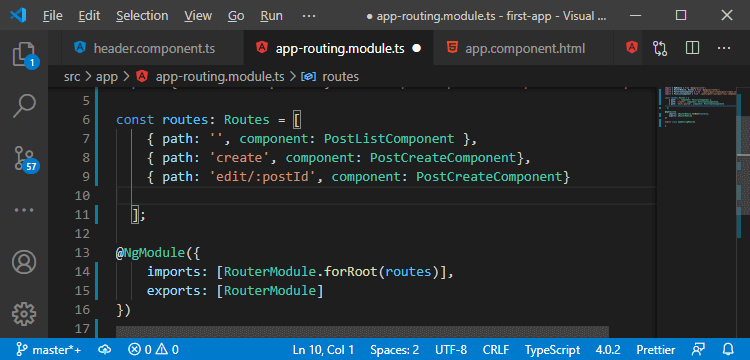 File Edit Selection View Go Run ... ● app-routing.module.ts - first-app - Visual ...
header.component.ts app-routing.module.ts ● app.component.html
src > app > app-routing.module.ts > routes
5
6 const routes: Routes = [
7 { path: '', component: PostListComponent },
8 { path: 'create', component: PostCreateComponent},
9 { path: 'edit/:postId', component: PostCreateComponent}
10
11 ];
12
13 @NgModule({
14 imports: [RouterModule.forRoot(routes)],
15 exports: [RouterModule]
16 })
17
1
57
master*+ 0 0 Ln 10, Col 1 Spaces: 2 UTF-8 CRLF TypeScript 4.0.2 Prettier